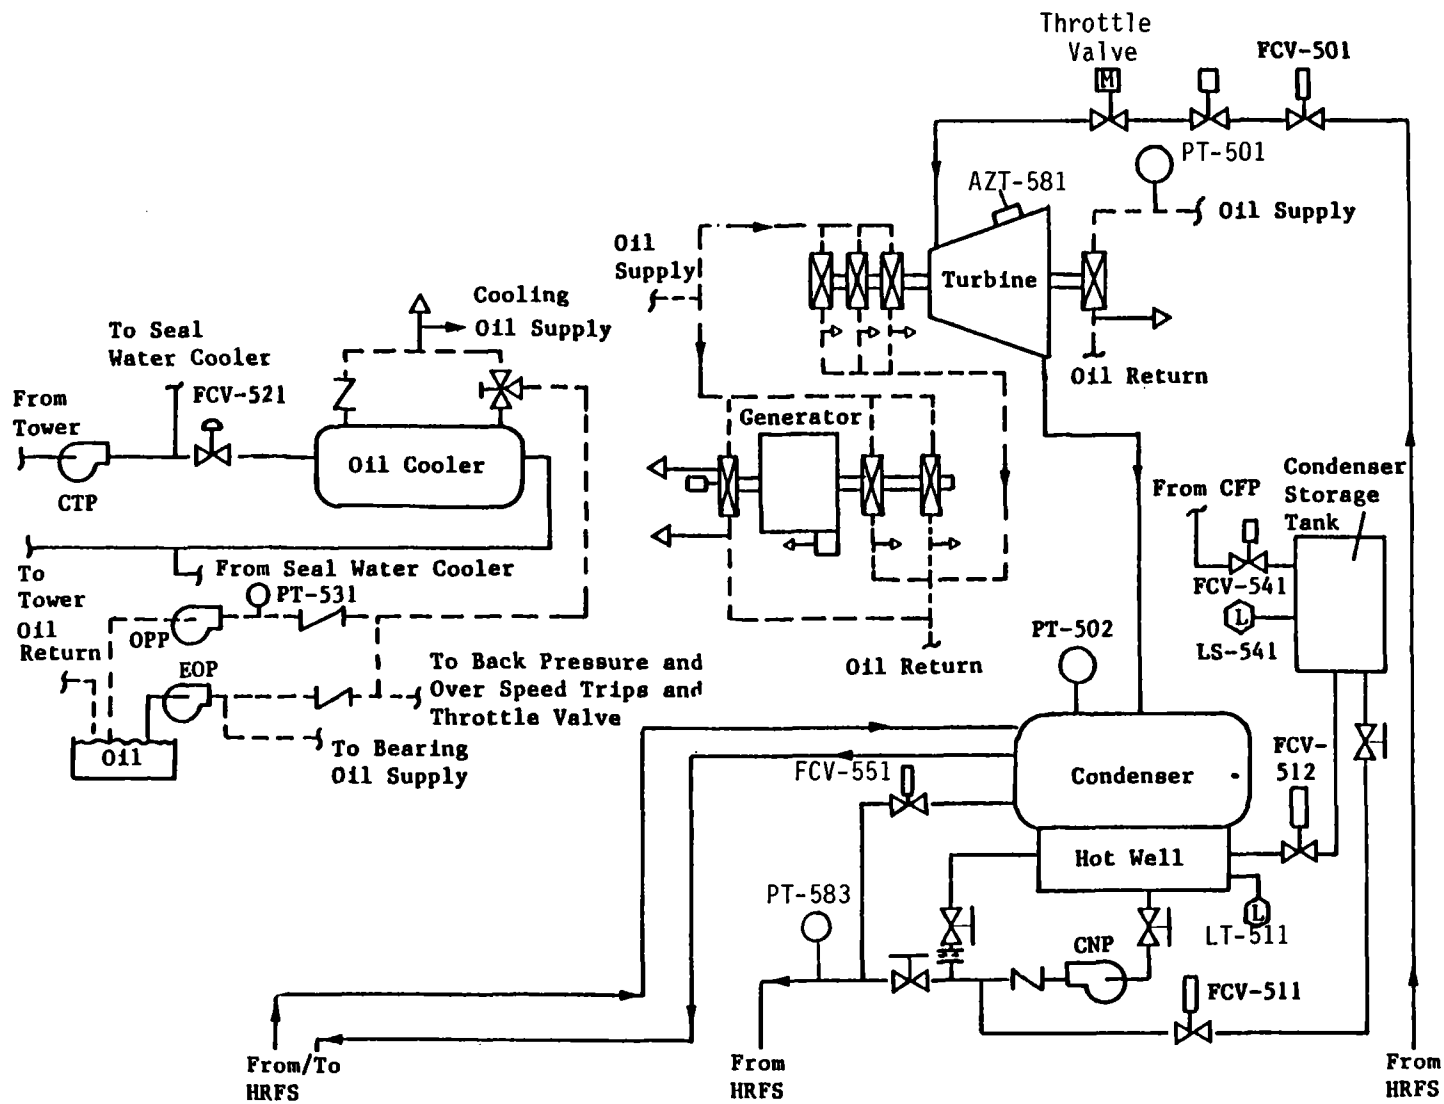 Throttle
Valve
FCV-501
M
PT-501
AZT-581
Oil Supply
Oil
Supply
Turbine
Cooling
Oil Supply
To Seal
Water Cooler
FCV-521
From
Tower
Oil Cooler
CTP
Oil Return
Generator
Condenser
Storage
Tank
From CFP
FCV-541
L
LS-541
To
Tower
From Seal Water Cooler
PT-531
Oil
Return
OPP
EOP
To Back Pressure and
Over Speed Trips and
Throttle Valve
Oil
To Bearing
Oil Supply
Oil Return
PT-502
FCV-551
Condenser
FCV-
512
Hot Well
PT-583
L
LT-511
CNP
FCV-511
From/To
HRFS
From
HRFS
From
HRFS